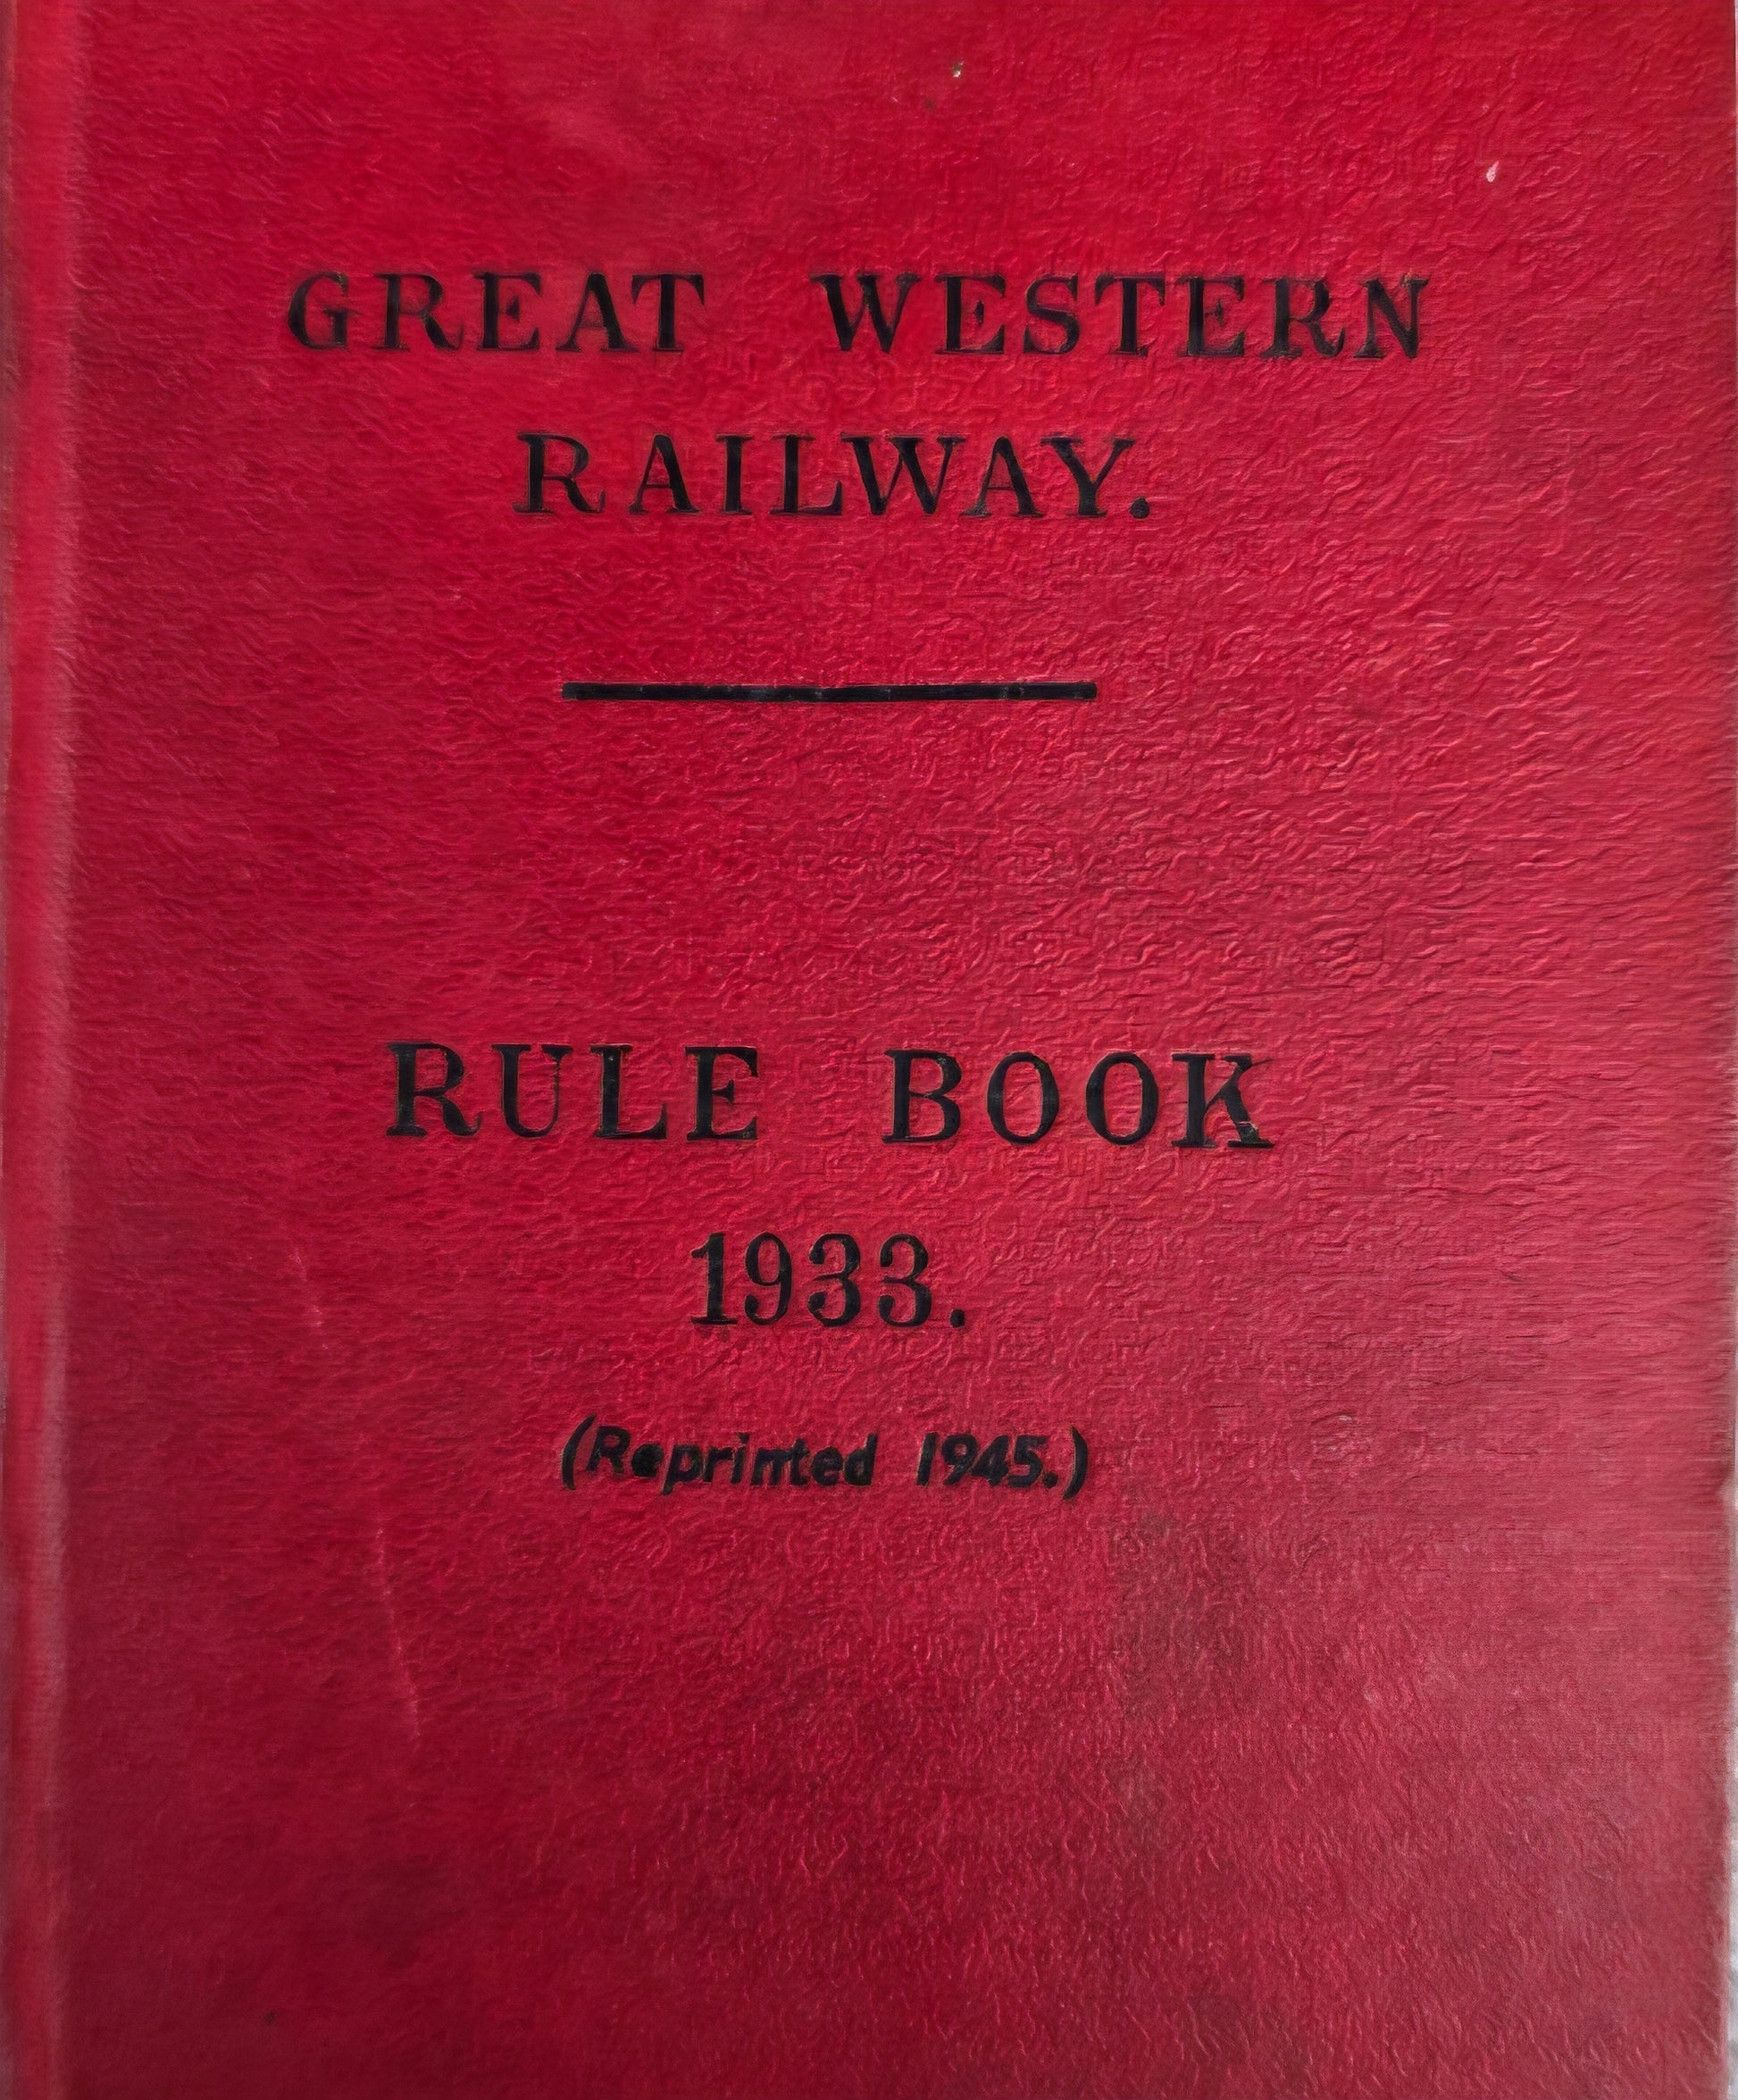 GREAT WESTERN
RAILWAY.
RULE BOOK
1933.
(Reprinted 1945.)